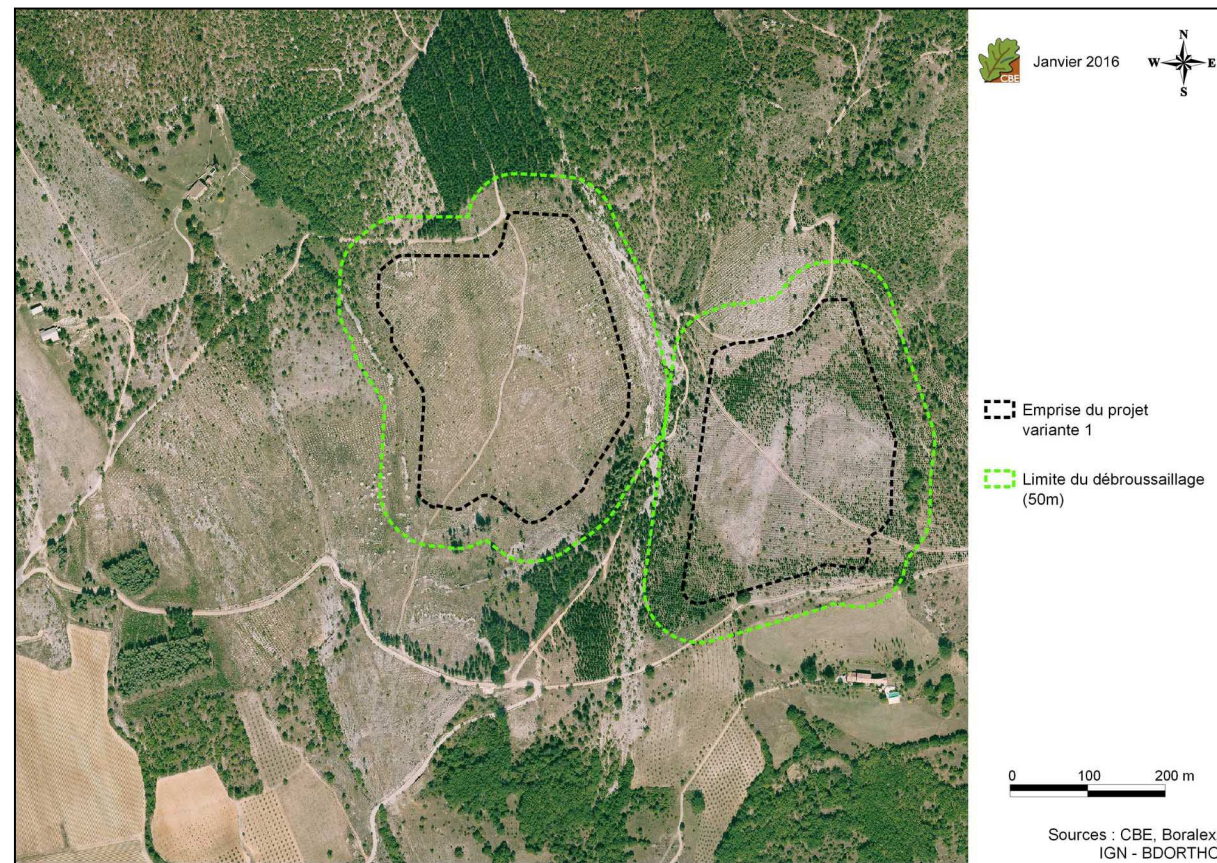 CBE
Janvier 2016
N
W E
S
Emprise du projet
variante 1
Limite du débroussaillage
(50m)
0 100 200 m
Sources : CBE, Boralex
IGN - BDORTHO